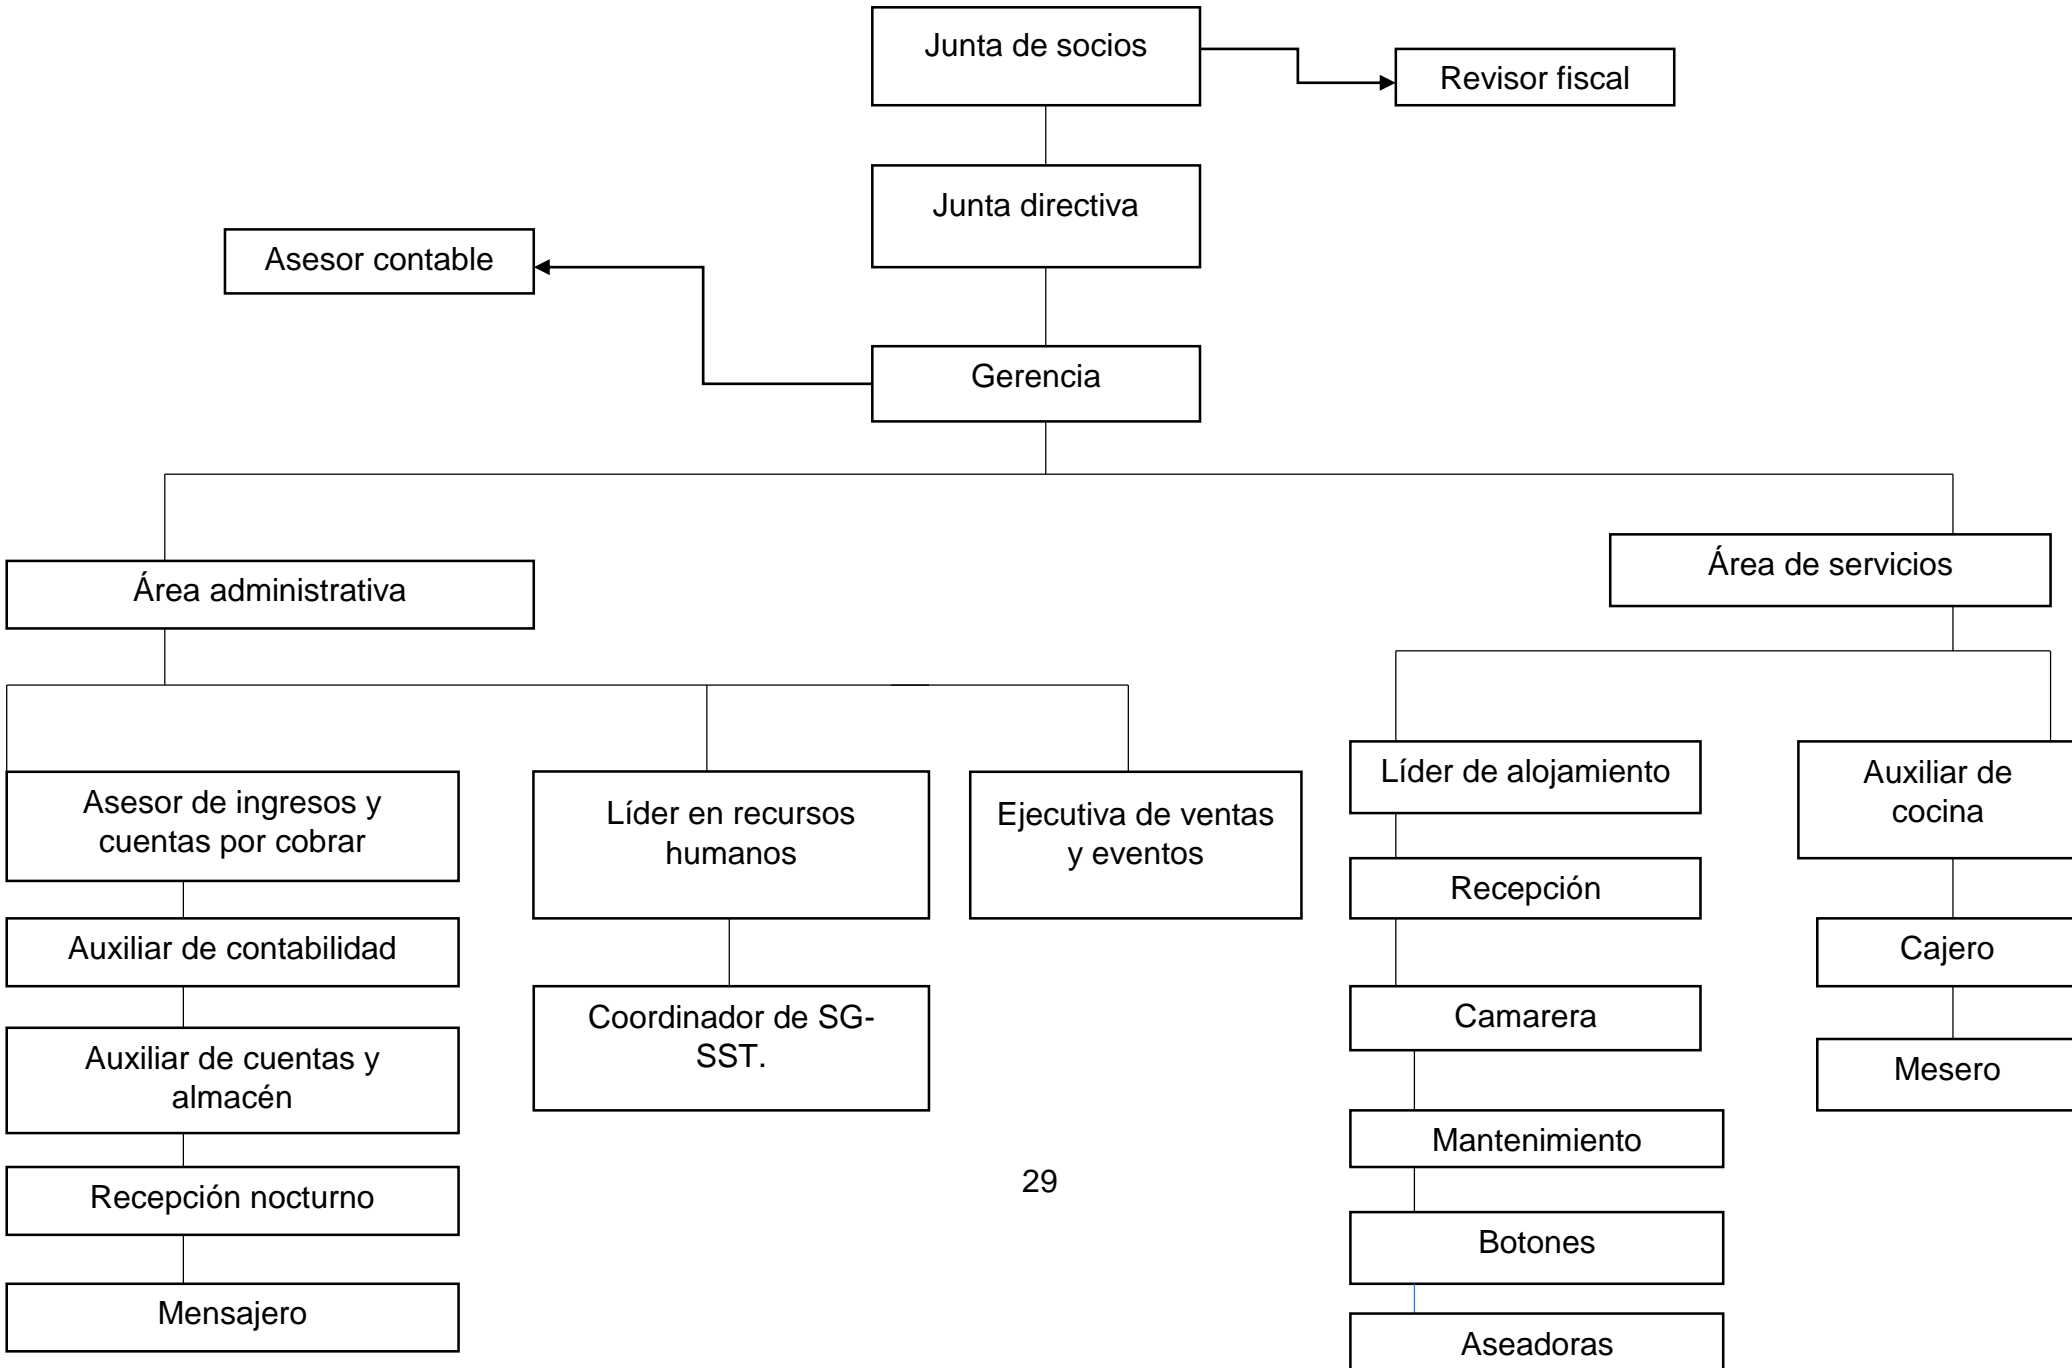 Junta de socios
Revisor fiscal
Junta directiva
Asesor contable
Gerencia
Área administrativa
Área de servicios
Asesor de ingresos y
cuentas por cobrar
Líder en recursos
humanos
Ejecutiva de ventas
y eventos
Líder de alojamiento
Auxiliar de
cocina
Recepción
Auxiliar de contabilidad
Cajero
Coordinador de SG-
SST.
Camarera
Auxiliar de cuentas y
almacén
Mesero
Mantenimiento
Recepción nocturno
29
Botones
Mensajero
Aseadoras